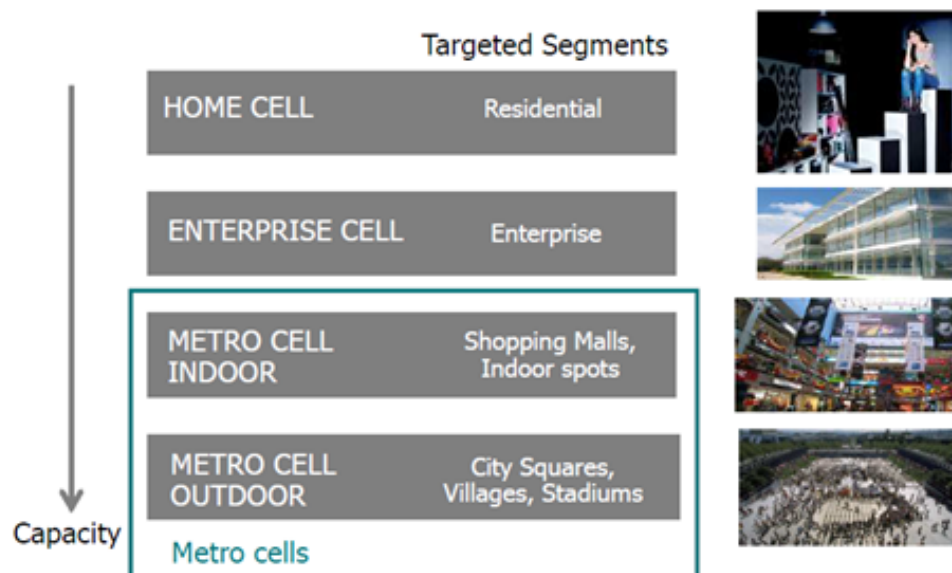 Targeted Segments
HOME CELL
Residential
ENTERPRISE CELL
Enterprise
METRO CELL
INDOOR
Shopping Malls,
Indoor spots
METRO CELL
OUTDOOR
City Squares,
Villages, Stadiums
Capacity
Metro cells